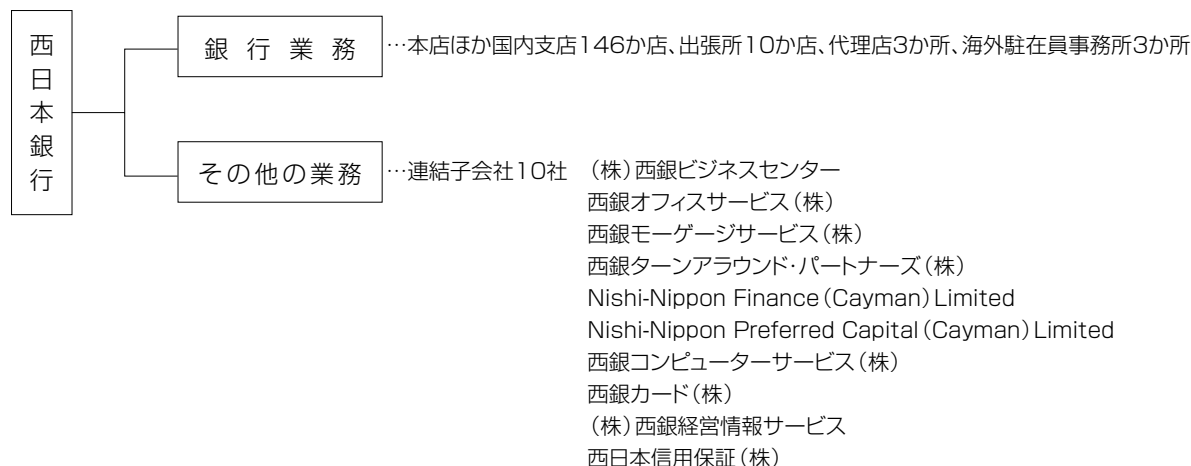 西日本銀行
銀行業務 …本店ほか国内支店146か店、出張所10か店、代理店3か所、海外駐在員事務所3か所
その他の業務 …連結子会社10社 （株）西銀ビジネスセンター
西銀オフィスサービス（株）
西銀モーゲージサービス（株）
西銀ターンアラウンド・パートナーズ（株）
Nishi-Nippon Finance（Cayman）Limited
Nishi-Nippon Preferred Capital（Cayman）Limited
西銀コンピューターサービス（株）
西銀カード（株）
（株）西銀経営情報サービス
西日本信用保証（株）